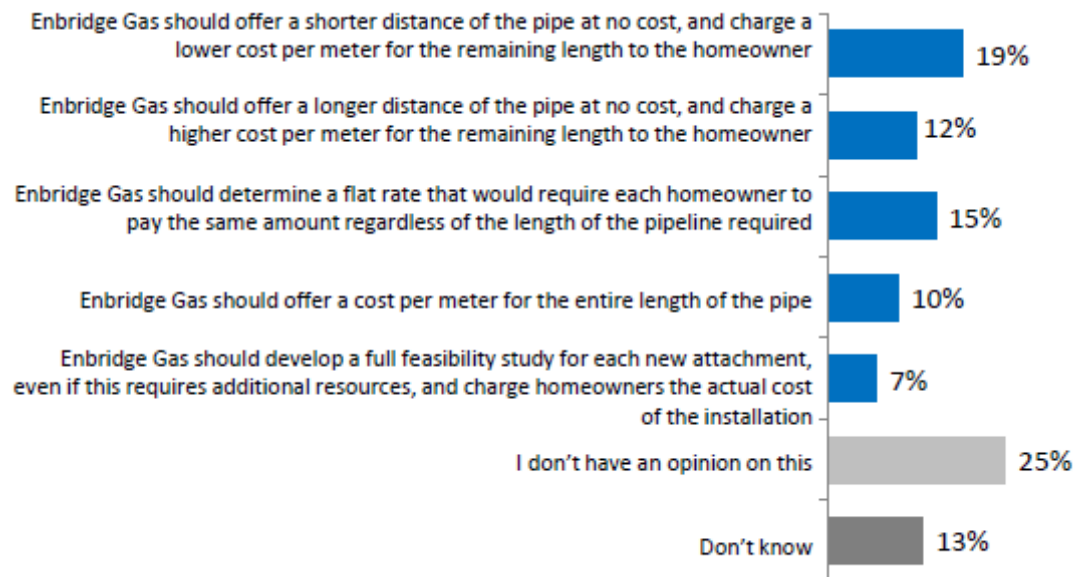 Enbridge Gas should offer a shorter distance of the pipe at no cost, and charge a
lower cost per meter for the remaining length to the homeowner
19%
Enbridge Gas should offer a longer distance of the pipe at no cost, and charge a
higher cost per meter for the remaining length to the homeowner
12%
Enbridge Gas should determine a flat rate that would require each homeowner to
pay the same amount regardless of the length of the pipeline required
15%
Enbridge Gas should offer a cost per meter for the entire length of the pipe
10%
Enbridge Gas should develop a full feasibility study for each new attachment,
even if this requires additional resources, and charge homeowners the actual cost
of the installation
7%
I don't have an opinion on this
25%
Don't know
13%